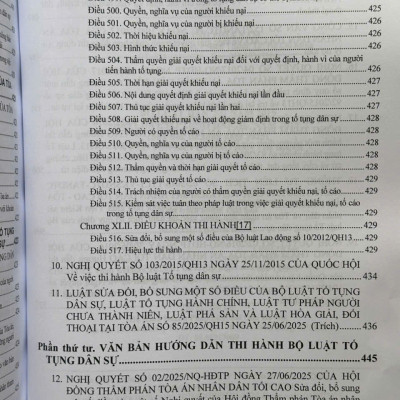 425
Điều 500. Quyền, nghĩa vụ của người khiếu nại 425
Điều 501. Quyền, nghĩa vụ của người bị khiếu nại 426
Điều 502. Thời hiệu khiếu nại 426
Điều 503. Hình thức khiếu nại 426
Điều 504. Thẩm quyền giải quyết khiếu nại đối với quyết định, hành vi của người
tiến hành tố tụng 426
Điều 505. Thời hạn giải quyết khiếu nại 427
Điều 506. Nội dung quyết định giải quyết khiếu nại lần đầu 427
Điều 507. Thủ tục giải quyết khiếu nại lần hai 427
Điều 508. Giải quyết khiếu nại về hoạt động giám định trong tố tụng dân sự 428
Điều 509. Người có quyền tố cáo 428
Điều 510. Quyền, nghĩa vụ của người tố cáo 428
Điều 511. Quyền, nghĩa vụ của người bị tố cáo 428
Điều 512. Thẩm quyền và thời hạn giải quyết tố cáo 428
Điều 513. Thủ tục giải quyết tố cáo 429
Điều 514. Trách nhiệm của người có thẩm quyền giải quyết khiếu nại, tố cáo 429
Điều 515. Kiểm sát việc tuân theo pháp luật trong việc giải quyết khiếu nại, tố cáo
trong tố tụng dân sự 429
Chương XLII. ĐIỀU KHOẢN THI HÀNH[17] 429
Điều 516. Sửa đổi, bổ sung một số điều của Bộ luật Lao động số 10/2012/QH13 429
Điều 517. Hiệu lực thi hành 429
10. NGHỊ QUYẾT SỐ 103/2015/QH13 NGÀY 25/11/2015 CỦA QUỐC HỘI
Về việc thi hành Bộ luật Tố tụng dân sự 434
11. LUẬT SỬA ĐỔI, BỔ SUNG MỘT SỐ ĐIỀU CỦA BỘ LUẬT TỐ TỤNG
DÂN SỰ, LUẬT TỐ TỤNG HÀNH CHÍNH, LUẬT TƯ PHÁP NGƯỜI
CHƯA THÀNH NIÊN, LUẬT PHÁ SẢN VÀ LUẬT HÒA GIẢI, ĐỐI
THOẠI TẠI TÒA ÁN SỐ 85/2025/QH15 NGÀY 25/06/2025 (Trích) 436
Phần thứ tư. VĂN BẢN HƯỚNG DẪN THI HÀNH BỘ LUẬT TỐ
TỤNG DÂN SỰ 445
12. NGHỊ QUYẾT SỐ 02/2025/NQ-HĐTP NGÀY 27/06/2025 CỦA HỘI
ĐỒNG THẨM PHÁN TÒA ÁN NHÂN DÂN TỐI CAO Sửa đổi, bổ sung